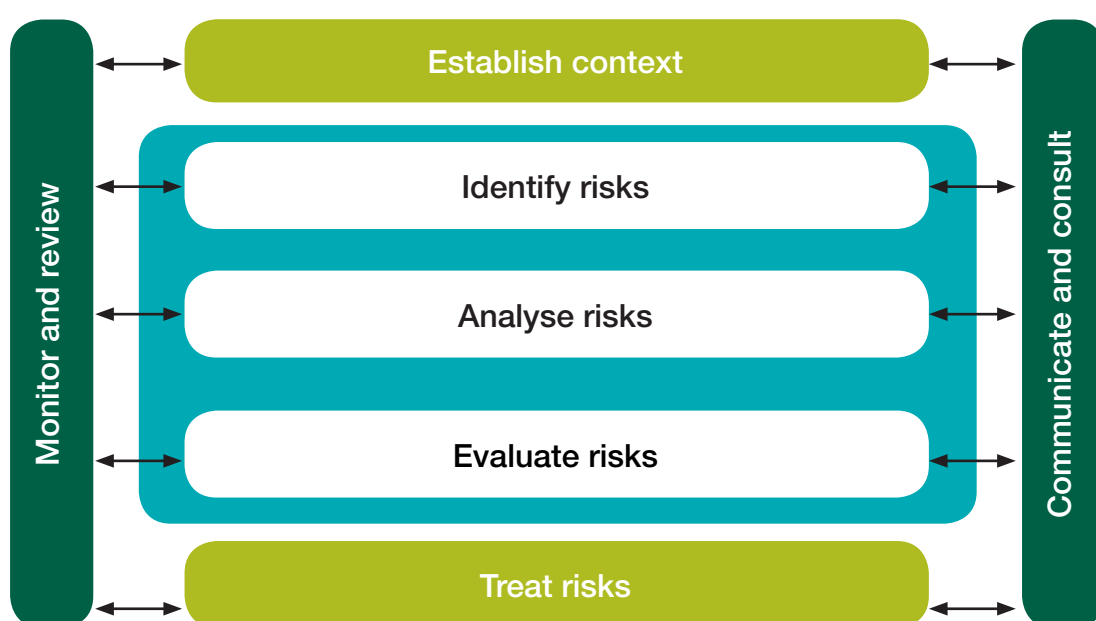 Establish context
Identify risks
Analyse risks
Evaluate risks
Treat risks
Monitor and review
Communicate and consult